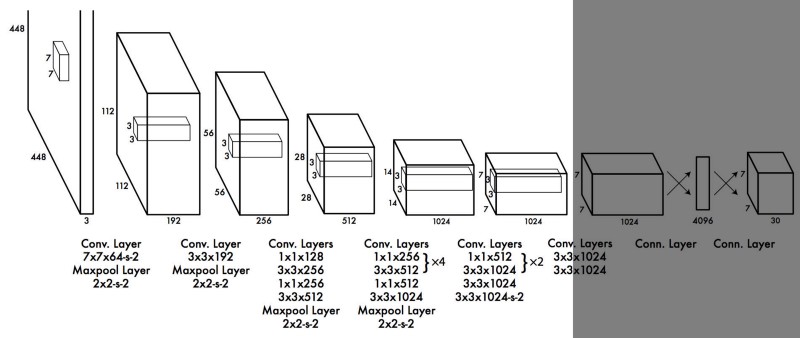 448
7
7
448
3
112
3
3
112
192
56
3
3
56
256
28
3
3
28
512
14
3
3
14
1024
7
3
3
7
1024
7
7
1024
4096
7
7
30
Conv. Layer
7x7x64-s-2
Maxpool Layer
2x2-s-2
Conv. Layer
3x3x192
Maxpool Layer
2x2-s-2
Conv. Layers
1x1x128
3x3x256
1x1x256
3x3x512
Maxpool Layer
2x2-s-2
Conv. Layers
1x1x256
3x3x512
×4
1x1x512
3x3x1024
Maxpool Layer
2x2-s-2
Conv. Layers
1x1x512
3x3x1024
×2
3x3x1024
3x3x1024-s-2
Conv. Layers
3x3x1024
3x3x1024
Conn. Layer
Conn. Layer